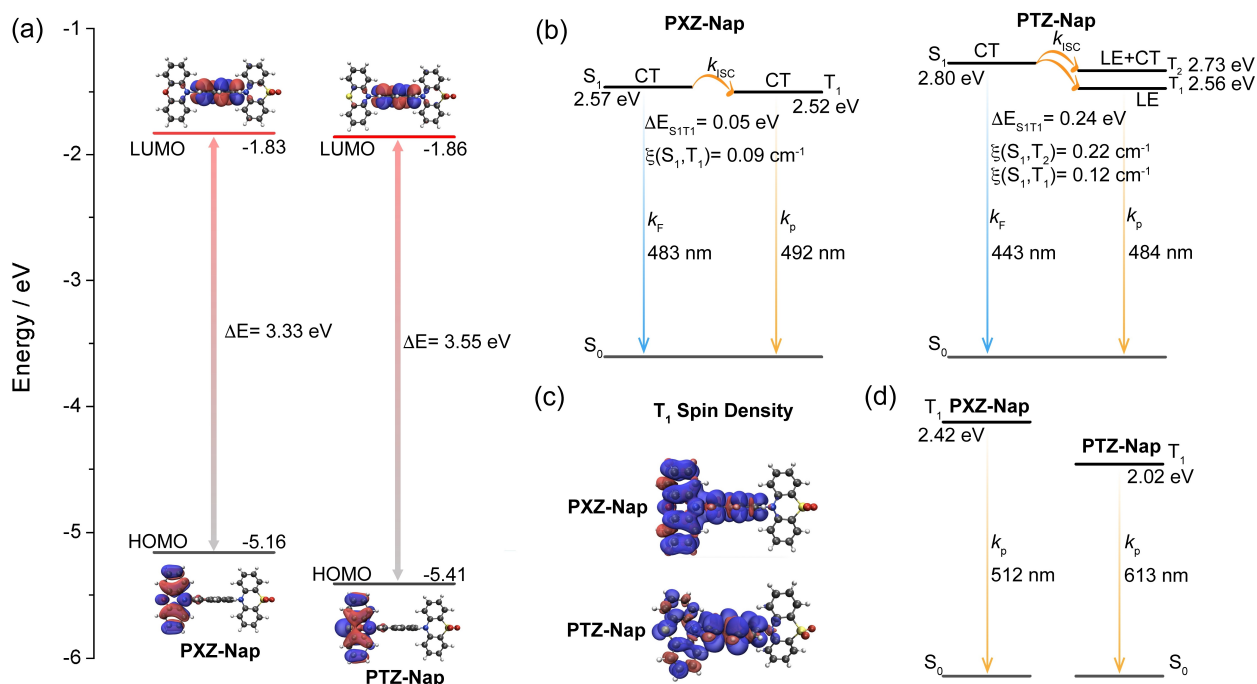 (a)
Energy / eV
-1
-2
-3
-4
-5
-6
LUMO -1.83
LUMO -1.86
ΔE= 3.33 eV
ΔE= 3.55 eV
HOMO -5.16
HOMO -5.41
PXZ-Nap
PTZ-Nap
(b)
PXZ-Nap
S1 CT
2.57 eV
kISC
CT T1
2.52 eV
ΔES1T1= 0.05 eV
ξ(S1,T1)= 0.09 cm-1
kF
483 nm
kp
492 nm
S0
PTZ-Nap
S1 CT
2.80 eV
kISC
LE+CT T2 2.73 eV
T1 2.56 eV
LE
ΔES1T1= 0.24 eV
ξ(S1,T2)= 0.22 cm-1
ξ(S1,T1)= 0.12 cm-1
kF
443 nm
kp
484 nm
S0
(c)
T1 Spin Density
PXZ-Nap
PTZ-Nap
(d)
T1 PXZ-Nap
2.42 eV
PTZ-Nap T1
2.02 eV
kp
512 nm
kp
613 nm
S0
S0